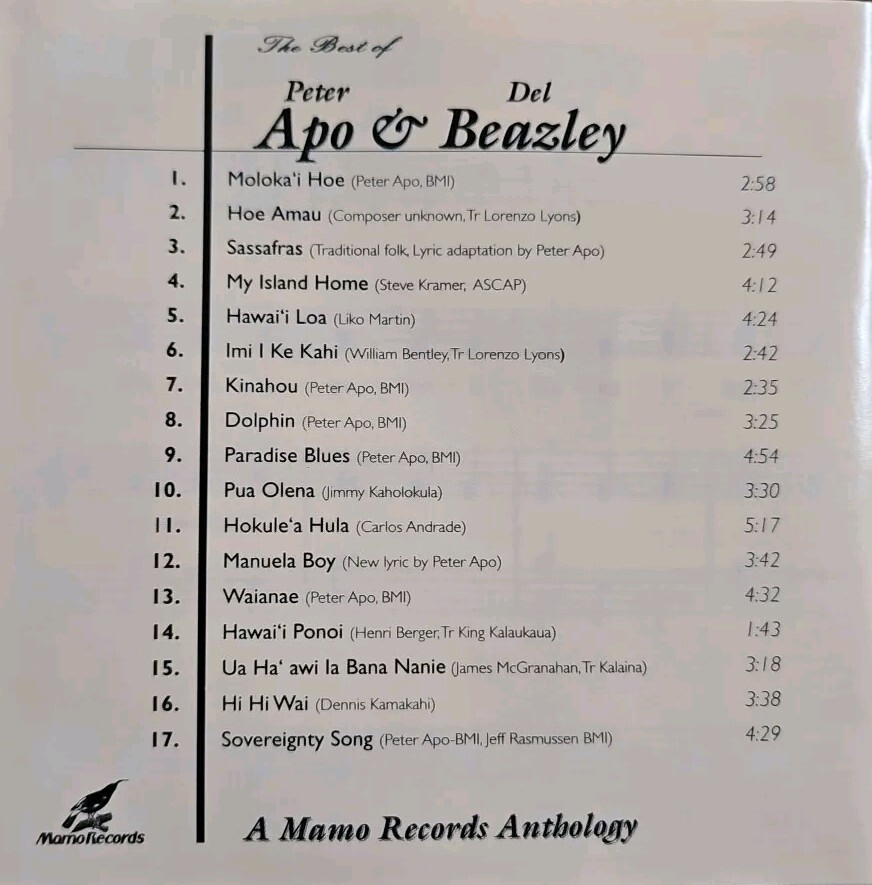 The Best of
Peter Del
Apo & Beazley
1. Moloka‘i Hoe (Peter Apo, BMI) 2:58
2. Hoe Amau (Composer unknown, Tr Lorenzo Lyons) 3:14
3. Sassafras (Traditional folk, Lyric adaptation by Peter Apo) 2:49
4. My Island Home (Steve Kramer, ASCAP) 4:12
5. Hawai‘i Loa (Liko Martin) 4:24
6. Imi I Ke Kahi (William Bentley, Tr Lorenzo Lyons) 2:42
7. Kinahou (Peter Apo, BMI) 2:35
8. Dolphin (Peter Apo, BMI) 3:25
9. Paradise Blues (Peter Apo, BMI) 4:54
10. Pua Olena (Jimmy Kaholokula) 3:30
11. Hokule‘a Hula (Carlos Andrade) 5:17
12. Manuela Boy (New lyric by Peter Apo) 3:42
13. Waianae (Peter Apo, BMI) 4:32
14. Hawai‘i Ponoi (Henri Berger, Tr King Kalaukaua) 1:43
15. Ua Ha‘ awi Ia Bana Nanie (James McGranahan, Tr Kalaina) 3:18
16. Hi Hi Wai (Dennis Kamakahi) 3:38
17. Sovereignty Song (Peter Apo-BMI, Jeff Rasmussen BMI) 4:29
Mamo Records
A Mamo Records Anthology